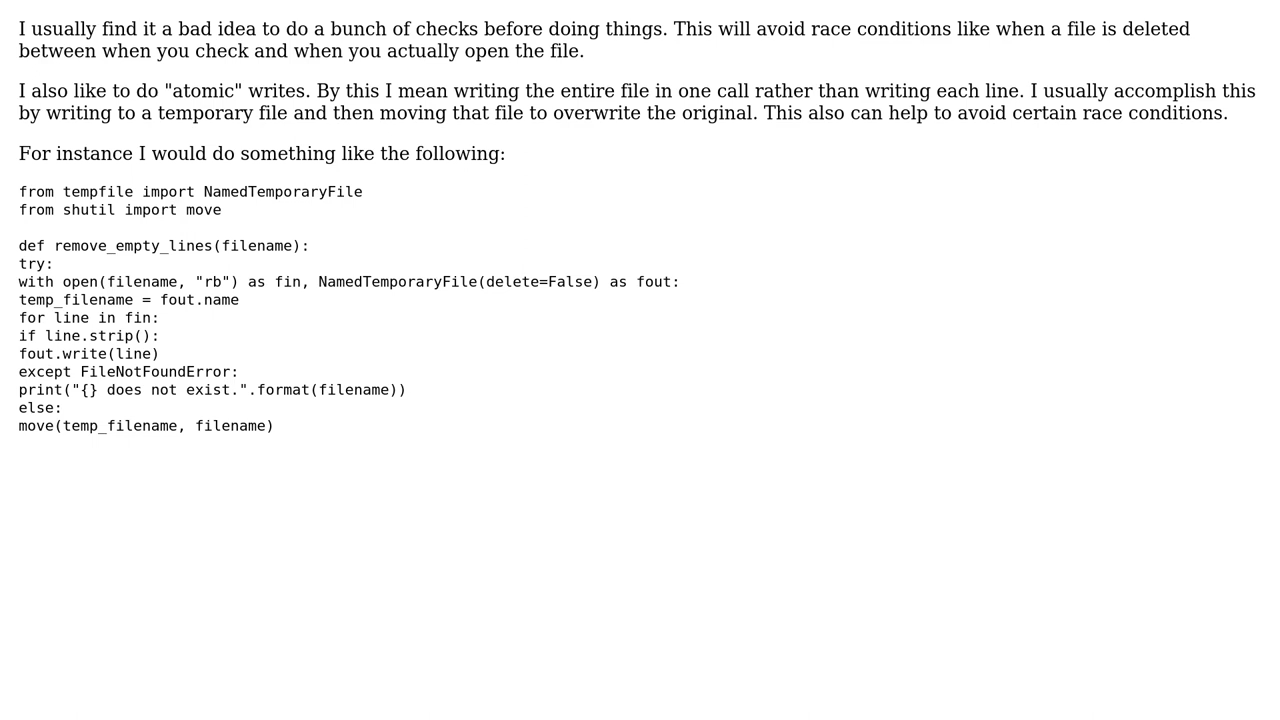 I usually find it a bad idea to do a bunch of checks before doing things. This will avoid race conditions like when a file is deleted
between when you check and when you actually open the file.
I also like to do "atomic" writes. By this I mean writing the entire file in one call rather than writing each line. I usually accomplish this
by writing to a temporary file and then moving that file to overwrite the original. This also can help to avoid certain race conditions.
For instance I would do something like the following:
from tempfile import NamedTemporaryFile
from shutil import move
def remove_empty_lines(filename):
try:
with open(filename, "rb") as fin, NamedTemporaryFile(delete=False) as fout:
temp_filename = fout.name
for line in fin:
if line.strip():
fout.write(line)
except FileNotFoundError:
print("{} does not exist.".format(filename))
else:
move(temp_filename, filename)